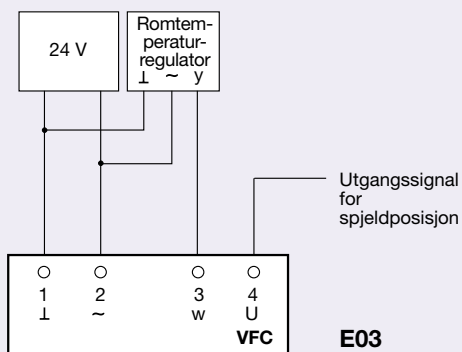 24 V
Romtem-
peratur-
regulator
⊥ ~ y
Utgangssignal
for
spjeldposisjon
1 2 3 4
⊥ ~ w U
VFC
E03